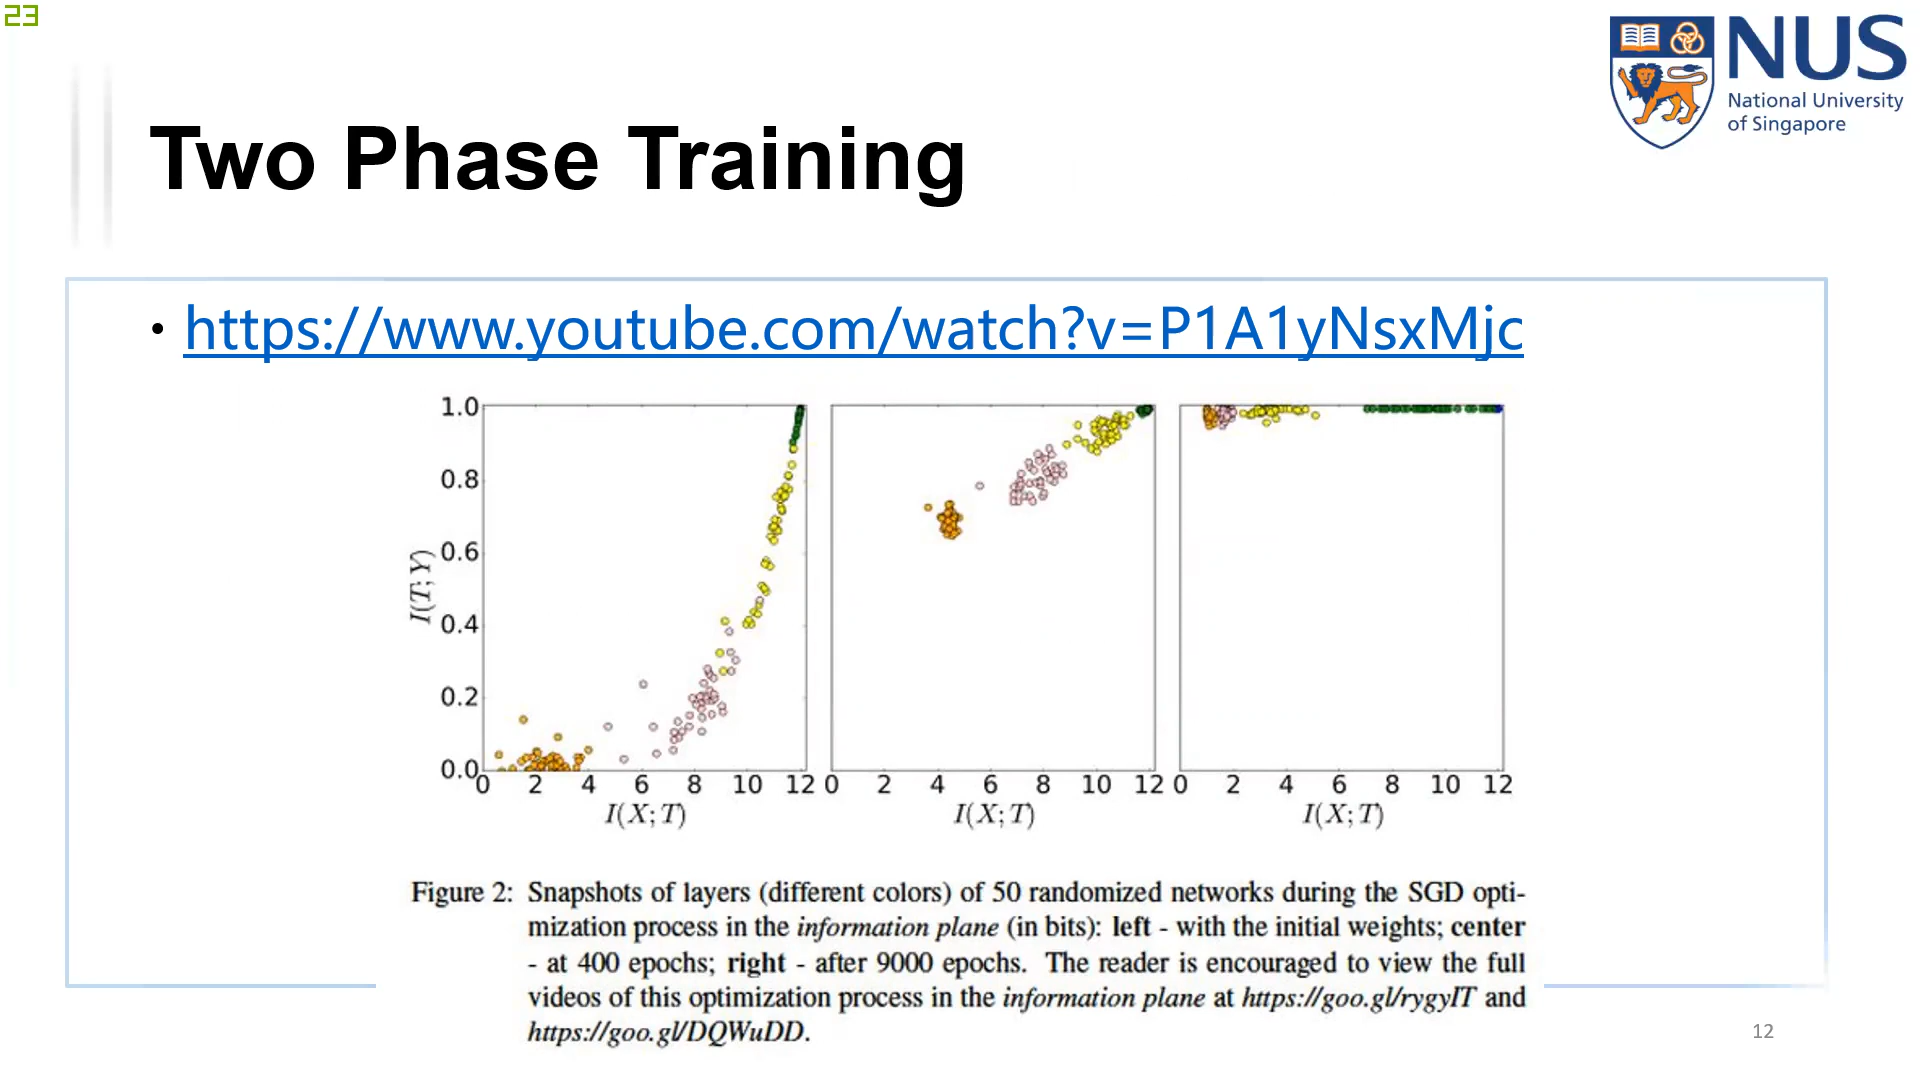 23
NUS
National University
of Singapore
Two Phase Training
• https://www.youtube.com/watch?v=P1A1yNsxMjc
1.0
0.8
0.6
0.4
0.2
0.0
I(T;Y)
0 2 4 6 8 10 12 0 2 4 6 8 10 12 0 2 4 6 8 10 12
I(X;T) I(X;T) I(X;T)
Figure 2: Snapshots of layers (different colors) of 50 randomized networks during the SGD opti-
mization process in the information plane (in bits): left - with the initial weights; center
- at 400 epochs; right - after 9000 epochs. The reader is encouraged to view the full
videos of this optimization process in the information plane at https://goo.gl/rygyIT and
https://goo.gl/DQWuDD.
12